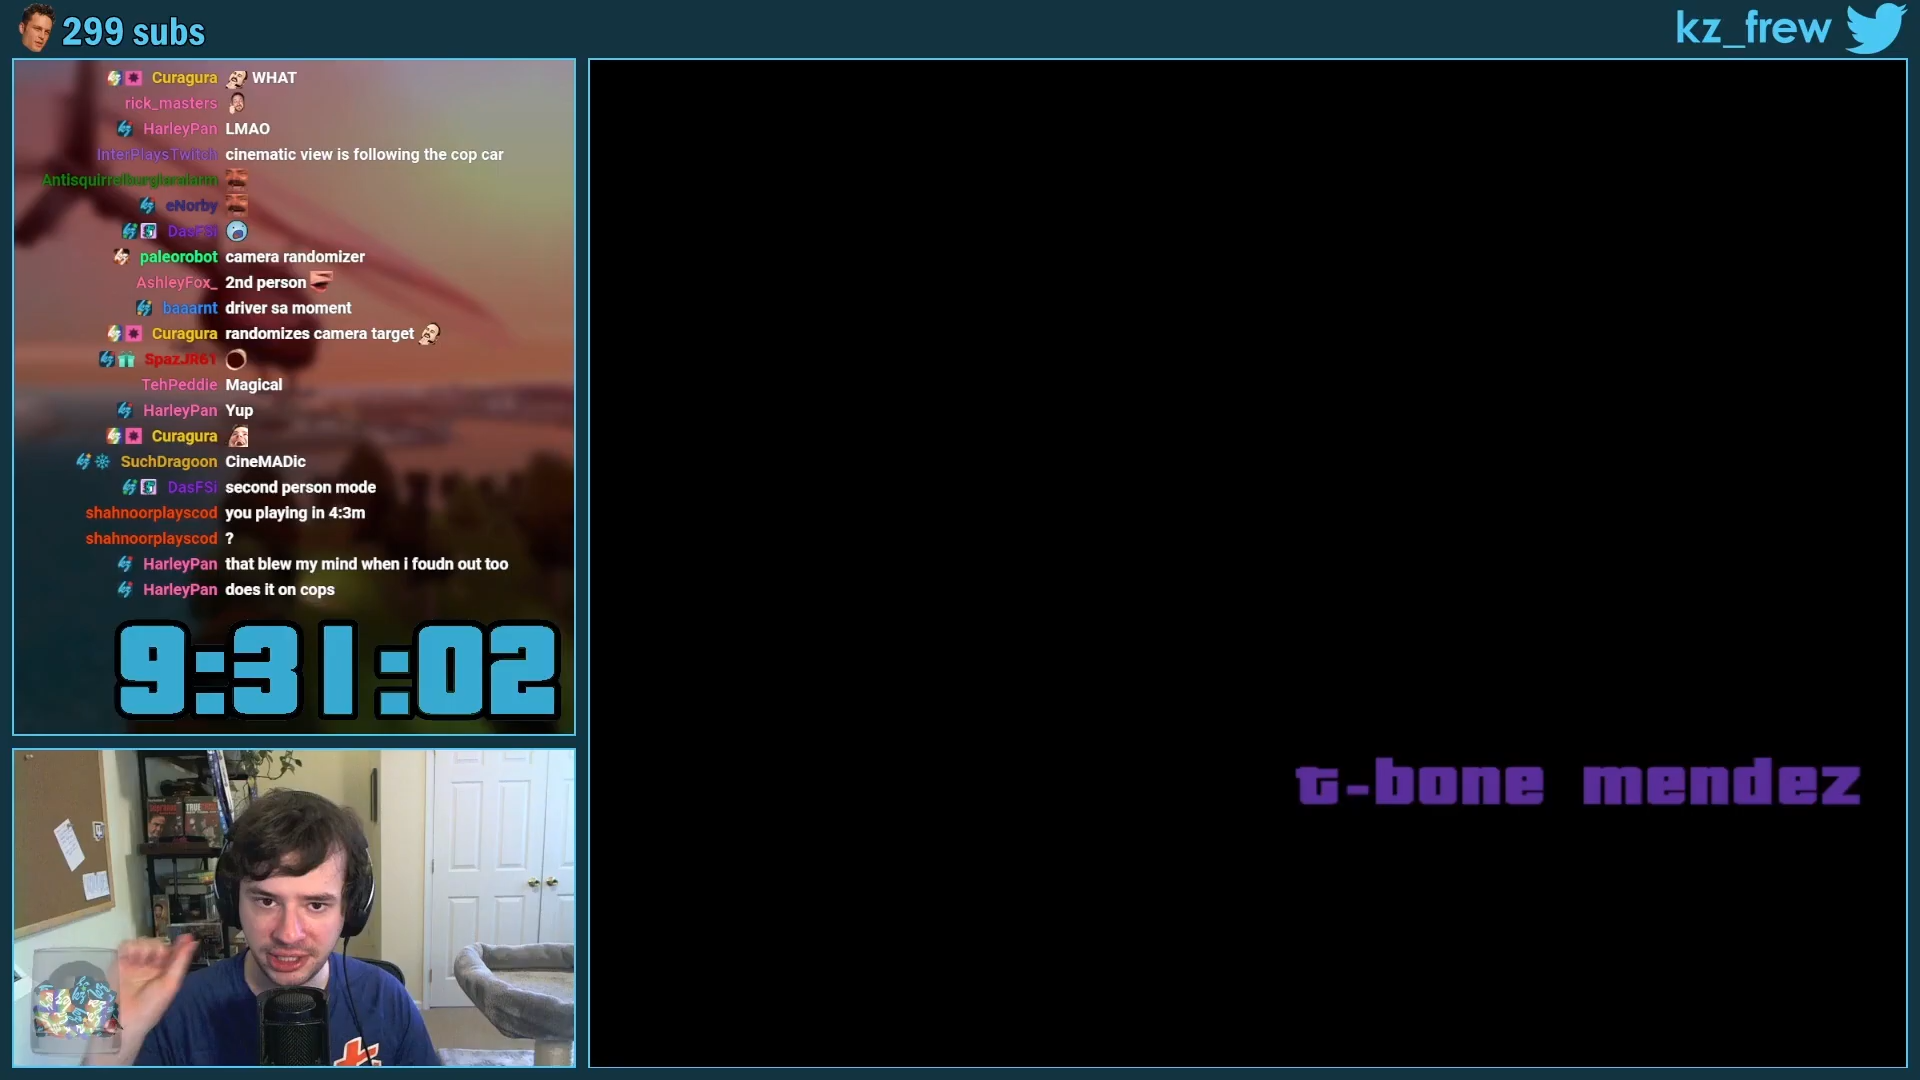 299 subs
kz_frew
Curagura WHAT
rick_masters
HarleyPan LMAO
InterPlaysTwitch cinematic view is following the cop car
Antisquirrelburglaralarm
eNorby
DasFSi
paleorobot camera randomizer
AshleyFox_ 2nd person
baaarnt driver sa moment
Curagura randomizes camera target
SpazJR61
TehPeddie Magical
HarleyPan Yup
Curagura
SuchDragoon CineMADic
DasFSi second person mode
shahnoorplayscod you playing in 4:3m
shahnoorplayscod ?
HarleyPan that blew my mind when i foudn out too
HarleyPan does it on cops
9:31:02
t-bone mendez